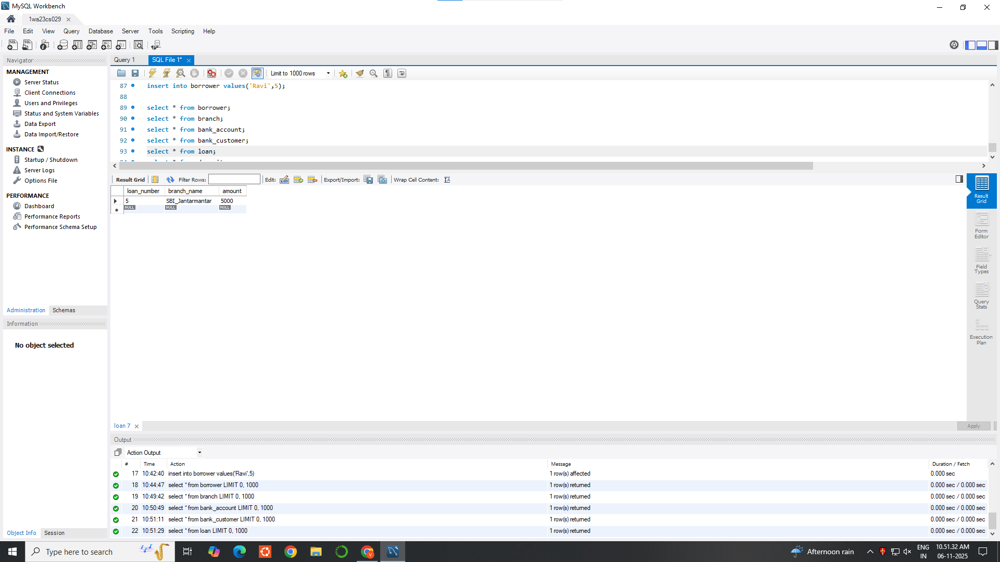 MySQL Workbench
1wa23cs029
File Edit View Query Database Server Tools Scripting Help
Navigator
MANAGEMENT
Server Status
Client Connections
Users and Privileges
Status and System Variables
Data Export
Data Import/Restore
INSTANCE
Startup / Shutdown
Server Logs
Options File
PERFORMANCE
Dashboard
Performance Reports
Performance Schema Setup
Administration Schemas
Information
No object selected
Object Info Session
Query 1 SQL File 1*
Limit to 1000 rows
87 insert into borrower values('Ravi',5);
88
89 select * from borrower;
90 select * from branch;
91 select * from bank_account;
92 select * from bank_customer;
93 select * from loan;
Result Grid Filter Rows: Edit: Export/Import: Wrap Cell Content:
loan_number branch_name amount
5 SBI_Jantarmantar 5000
NULL NULL NULL
Result Grid
Form Editor
Field Types
Query Stats
Execution Plan
loan 7 Apply
Output
Action Output
# Time Action Message Duration / Fetch
17 10:42:40 insert into borrower values('Ravi',5) 1 row(s) affected 0.000 sec
18 10:44:47 select * from borrower LIMIT 0, 1000 1 row(s) returned 0.000 sec / 0.000 sec
19 10:49:42 select * from branch LIMIT 0, 1000 1 row(s) returned 0.000 sec / 0.000 sec
20 10:50:49 select * from bank_account LIMIT 0, 1000 1 row(s) returned 0.000 sec / 0.000 sec
21 10:51:11 select * from bank_customer LIMIT 0, 1000 1 row(s) returned 0.000 sec / 0.000 sec
22 10:51:29 select * from loan LIMIT 0, 1000 1 row(s) returned 0.000 sec / 0.000 sec
Type here to search
Afternoon rain
ENG
IN
10.51.32 AM
06-11-2025